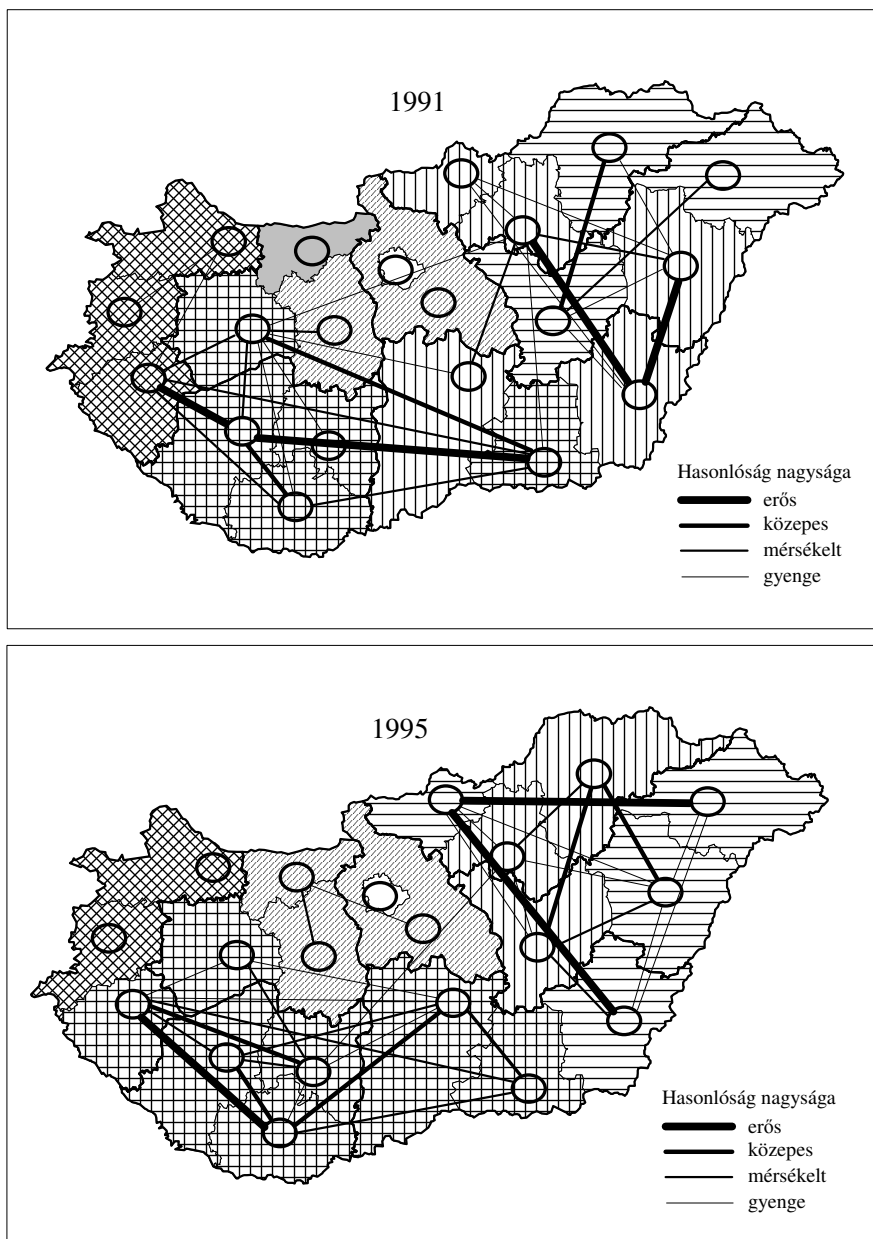 1991
Hasonlóság nagysága
erős
közepes
mérsékelt
gyenge
1995
Hasonlóság nagysága
erős
közepes
mérsékelt
gyenge